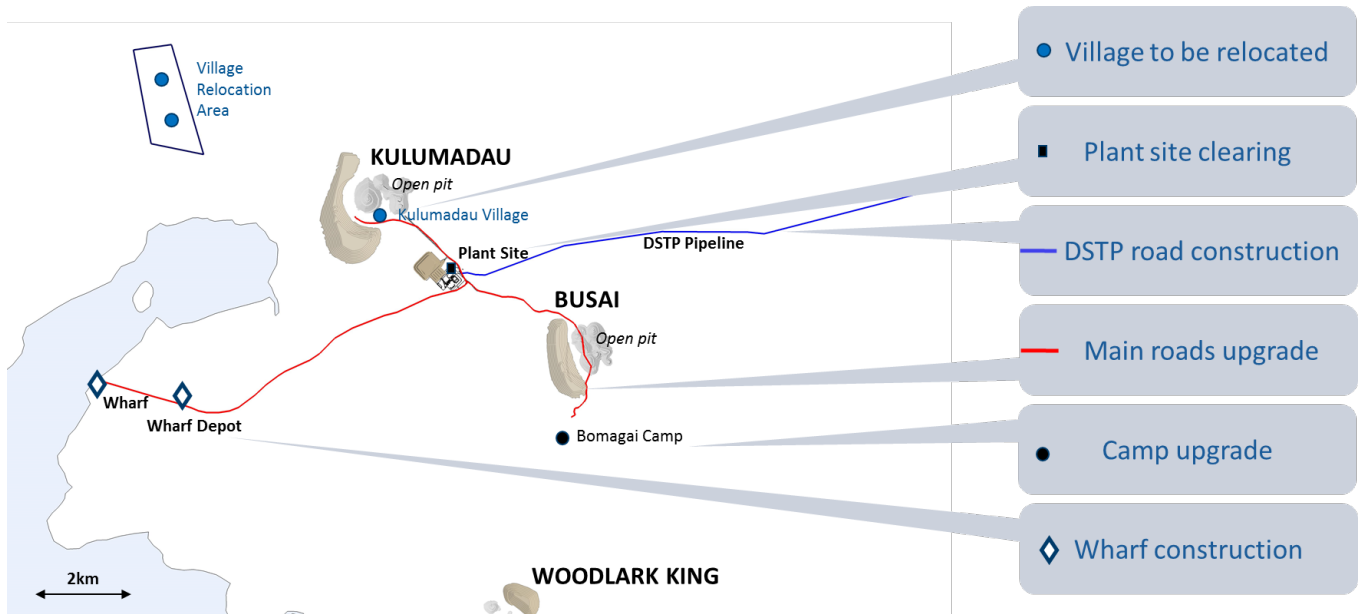 Village
Relocation
Area
KULUMADAU
Open pit
Kulumadau Village
Plant Site
DSTP Pipeline
BUSAI
Open pit
Wharf
Wharf Depot
Bomagai Camp
WOODLARK KING
2km
Village to be relocated
Plant site clearing
DSTP road construction
Main roads upgrade
Camp upgrade
Wharf construction